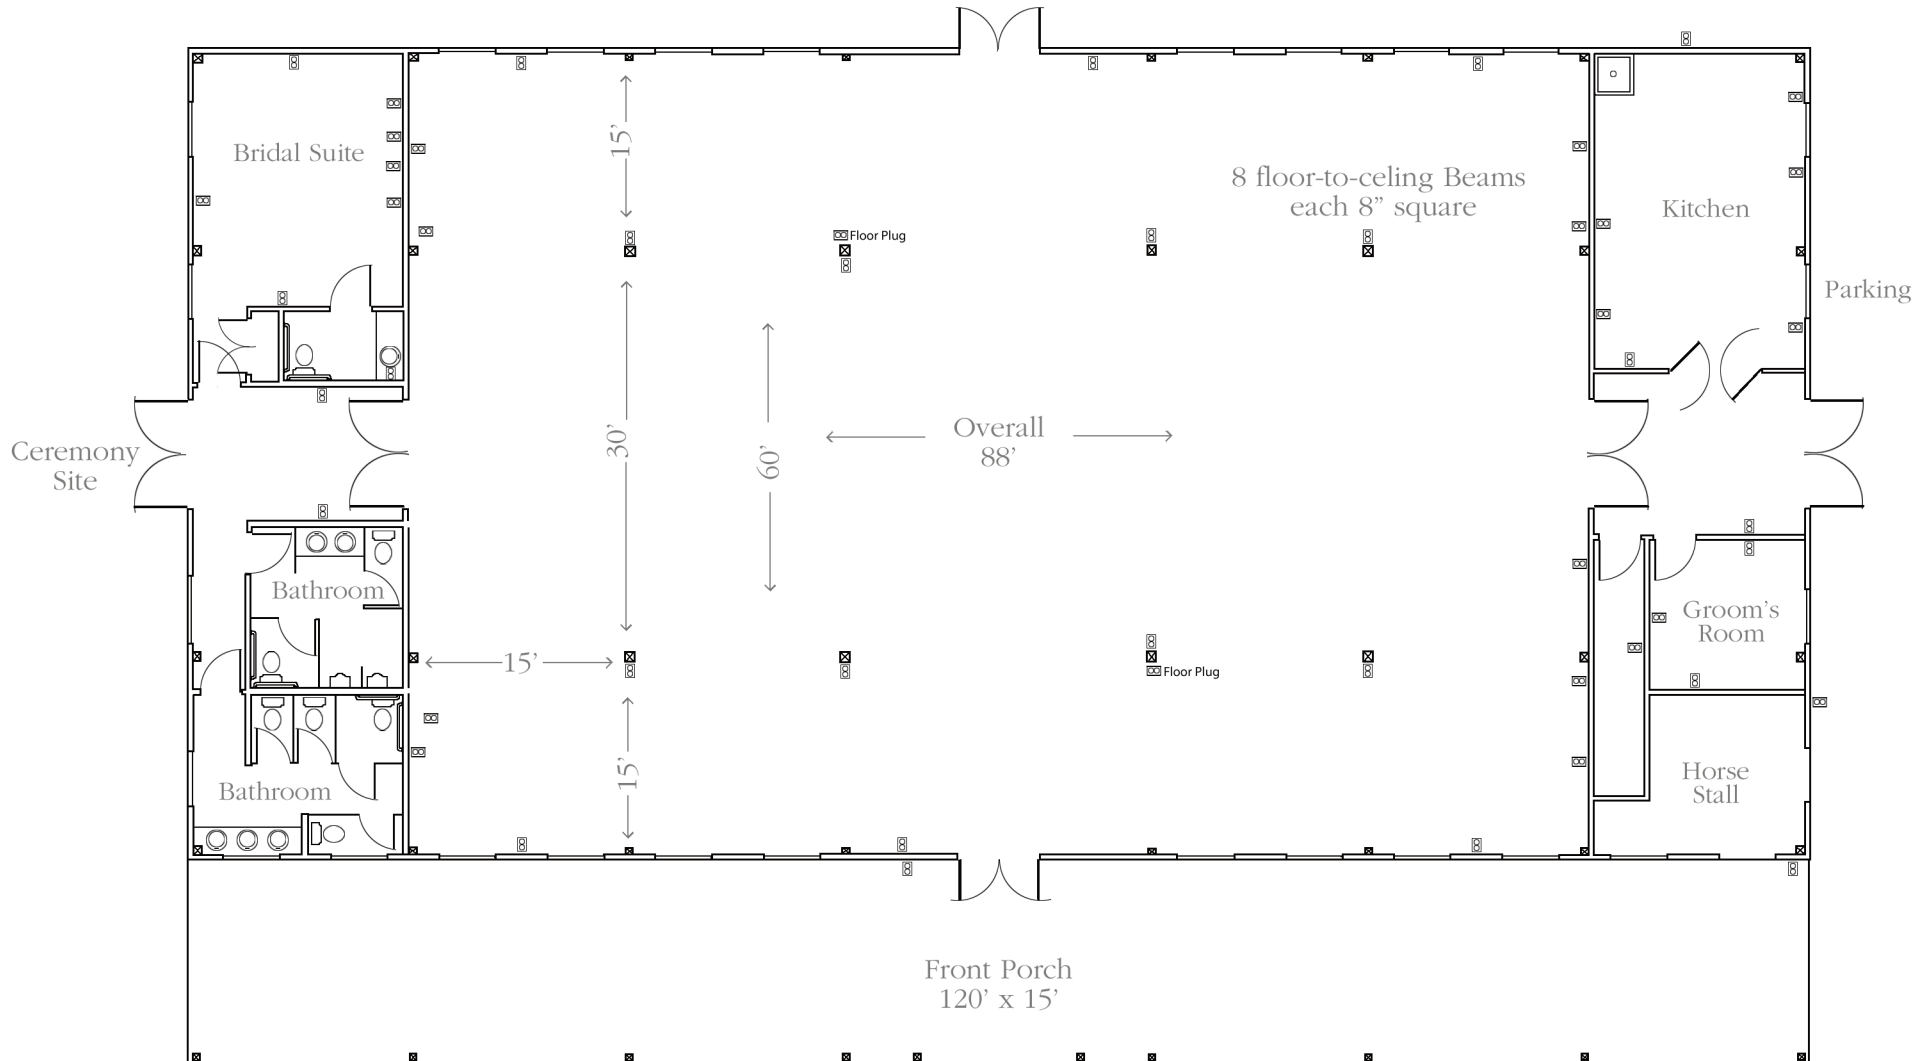 Bridal Suite
15’
8 floor-to-celing Beams
each 8” square
Kitchen
Floor Plug
Parking
Ceremony
Site
30’
60’
Overall
88’
Bathroom
Groom’s
Room
15’
Floor Plug
15’
Bathroom
Horse
Stall
Front Porch
120’ x 15’